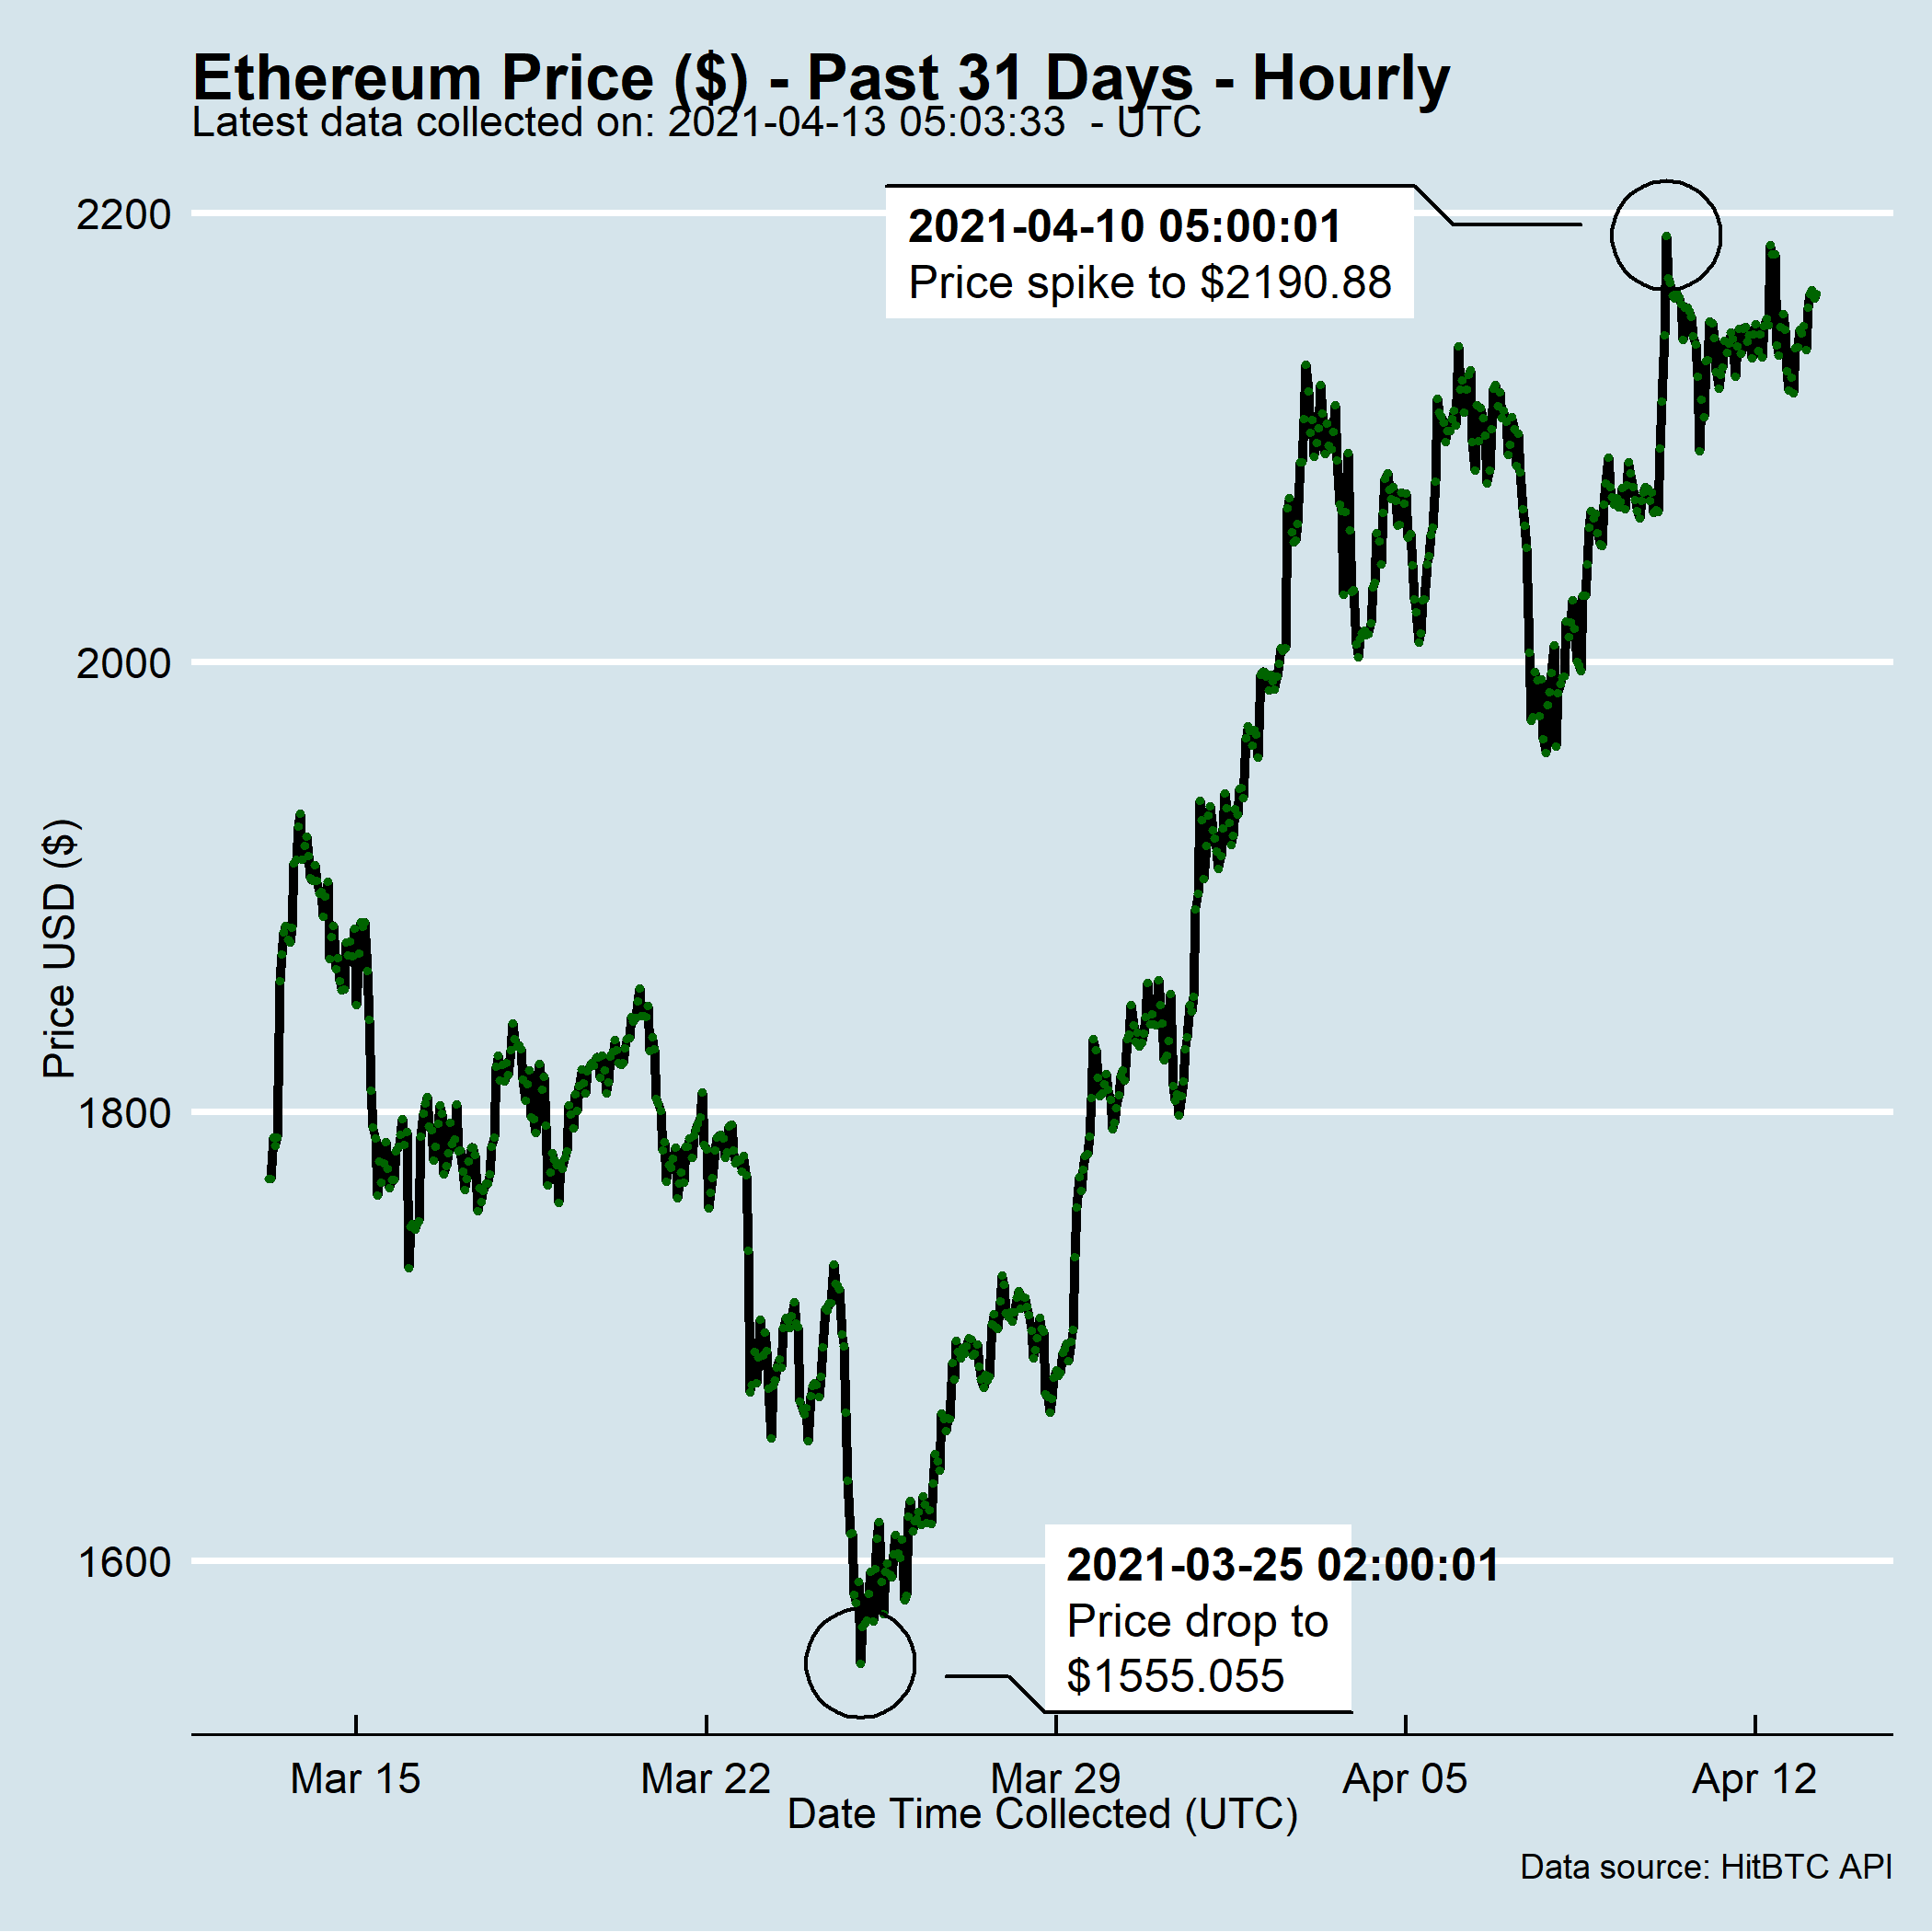 Ethereum Price ($) - Past 31 Days - Hourly
Latest data collected on: 2021-04-13 05:03:33  - UTC
2200
2021-04-10 05:00:01
Price spike to $2190.88
2000
Price USD ($)
1800
1600
2021-03-25 02:00:01
Price drop to
$1555.055
Mar 15
Mar 22
Mar 29
Apr 05
Apr 12
Date Time Collected (UTC)
Data source: HitBTC API